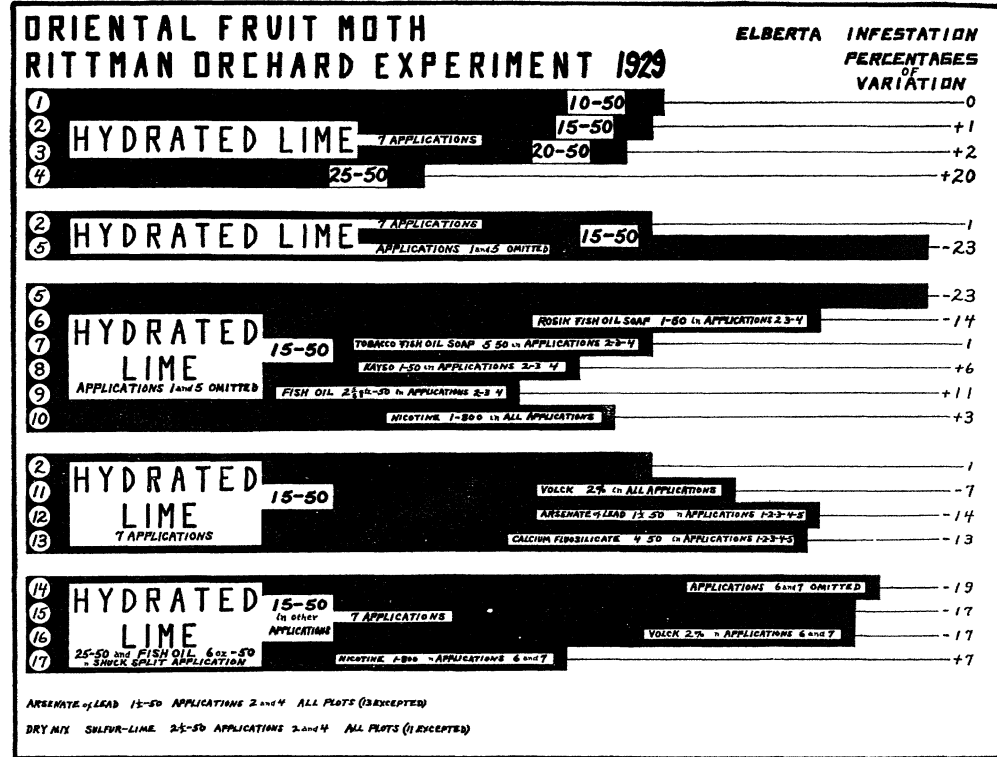 ORIENTAL FRUIT MOTH
RITTMAN ORCHARD EXPERIMENT 1929
ELBERTA INFESTATION
PERCENTAGES
OF
VARIATION
1 10-50 0
2 15-50 +1
HYDRATED LIME 7 APPLICATIONS
3 20-50 +2
4 25-50 +20
2 7 APPLICATIONS 1
HYDRATED LIME 15-50
5 APPLICATIONS 1 and 5 OMITTED -23
5 -23
6 ROSIN FISH OIL SOAP 1-50 in APPLICATIONS 2 3-4 -14
HYDRATED
7 15-50 TOBACCO FISH OIL SOAP 5 50 in APPLICATIONS 2-3-4 1
LIME
8 KAYSO 1-50 in APPLICATIONS 2-3 4 +6
APPLICATIONS 1 and 5 OMITTED
9 FISH OIL -50 in APPLICATIONS 2-3 4 +11
10 NICOTINE 1-800 in ALL APPLICATIONS +3
2 1
HYDRATED
11 15-50 VOLCK 2% in ALL APPLICATIONS -7
LIME
12 ARSENATE of LEAD 1½ 50 n APPLICATIONS 1-2-3-4-5 -14
7 APPLICATIONS
13 CALCIUM FLUOSILICATE 4 50 in APPLICATIONS 1-2-3-4-5 -13
14 APPLICATIONS 6 and 7 OMITTED -19
HYDRATED 15-50
15 in other 7 APPLICATIONS -17
LIME APPLICATIONS
16 VOLCK 2% n APPLICATIONS 6 and 7 -17
25-50 and FISH OIL 6 oz -50
n SHUCK SPLIT APPLICATION
17 NICOTINE 1-800 n APPLICATIONS 6 and 7 +7
ARSENATE of LEAD 1½-50 APPLICATIONS 2 and 4 ALL PLOTS (13 EXCEPTED)
DRY MIX SULFUR-LIME 2½-50 APPLICATIONS 2 and 4 ALL PLOTS (11 EXCEPTED)